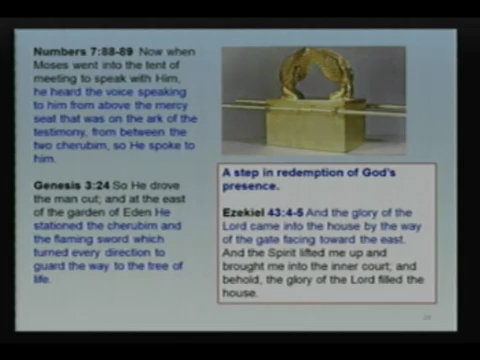 Numbers 7:88-89 Now when
Moses went into the tent of
meeting to speak with Him,
he heard the voice speaking
to him from above the mercy
seat that was on the ark of the
testimony, from between the
two cherubim, so He spoke to
him.
Genesis 3:24 So He drove
the man out; and at the east
of the garden of Eden He
stationed the cherubim and
the flaming sword which
turned every direction to
guard the way to the tree of
life.
A step in redemption of God's
presence.
Ezekiel 43:4-5 And the glory of the
Lord came into the house by the way
of the gate facing toward the east.
And the Spirit lifted me up and
brought me into the inner court; and
behold, the glory of the Lord filled the
house.